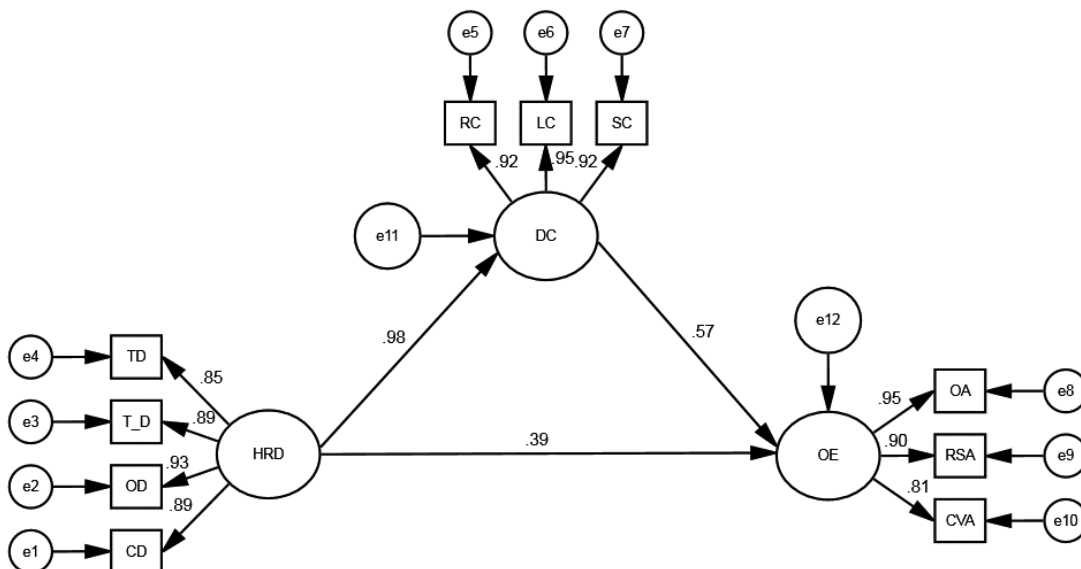 e5
e6
e7
RC
LC
SC
.92
.95
.92
e11
DC
e12
.98
.57
e4
TD
.85
e3
T_D
.89
HRD
.39
OE
e2
OD
.93
e1
CD
.89
.95
OA
e8
.90
RSA
e9
.81
CVA
e10